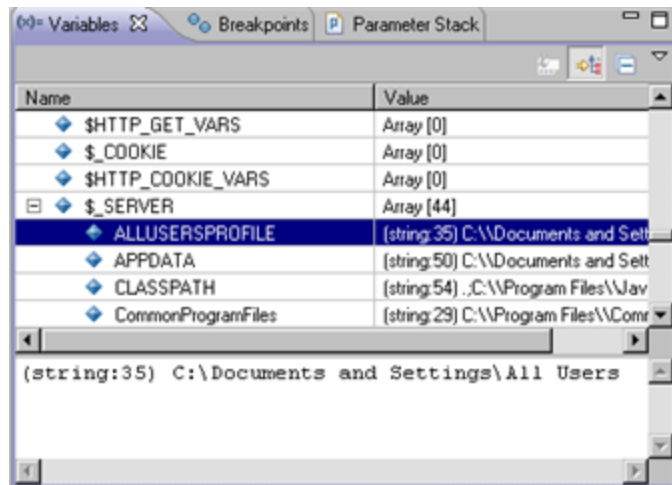 (x)= Variables Breakpoints Parameter Stack
Name Value
$HTTP_GET_VARS Array [0]
$_COOKIE Array [0]
$HTTP_COOKIE_VARS Array [0]
$_SERVER Array [44]
ALLUSERSPROFILE (string:35) C:\\Documents and Sett
APPDATA (string:50) C:\\Documents and Sett
CLASSPATH (string:54) .;C:\\Program Files\\Jav
CommonProgramFiles (string:29) C:\\Program Files\\Comr
(string:35) C:\Documents and Settings\All Users